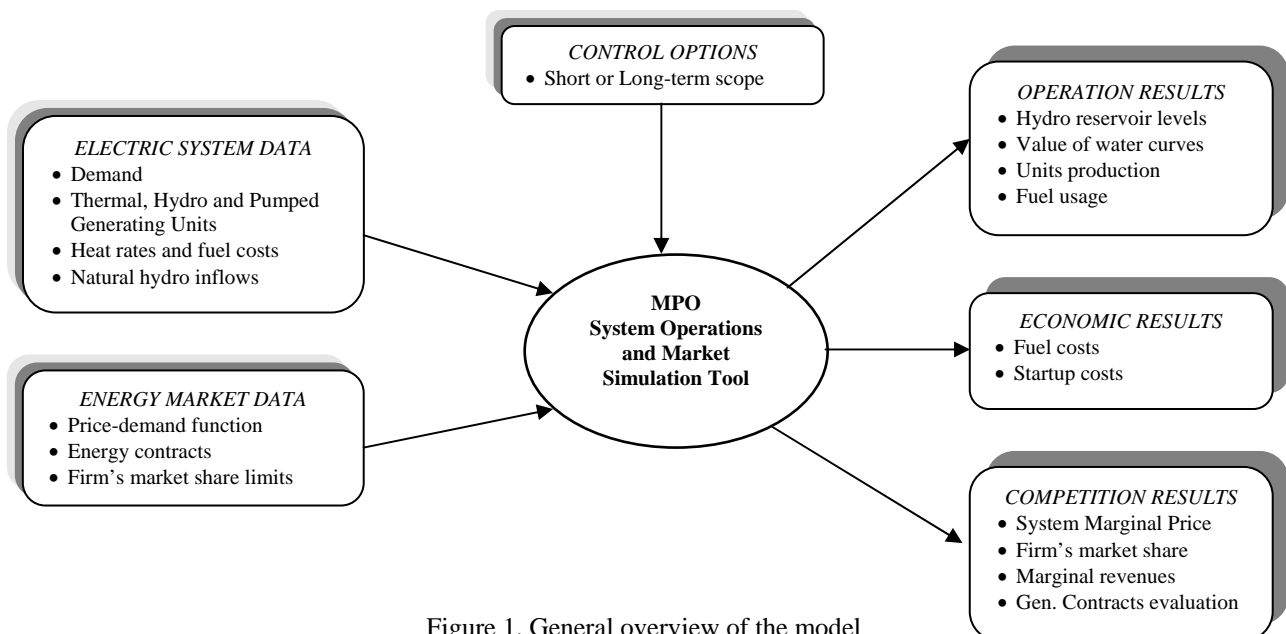 CONTROL OPTIONS
• Short or Long-term scope
ELECTRIC SYSTEM DATA
• Demand
• Thermal, Hydro and Pumped
Generating Units
• Heat rates and fuel costs
• Natural hydro inflows
ENERGY MARKET DATA
• Price-demand function
• Energy contracts
• Firm's market share limits
MPO
System Operations
and Market
Simulation Tool
OPERATION RESULTS
• Hydro reservoir levels
• Value of water curves
• Units production
• Fuel usage
ECONOMIC RESULTS
• Fuel costs
• Startup costs
COMPETITION RESULTS
• System Marginal Price
• Firm's market share
• Marginal revenues
• Gen. Contracts evaluation
Figure 1. General overview of the model